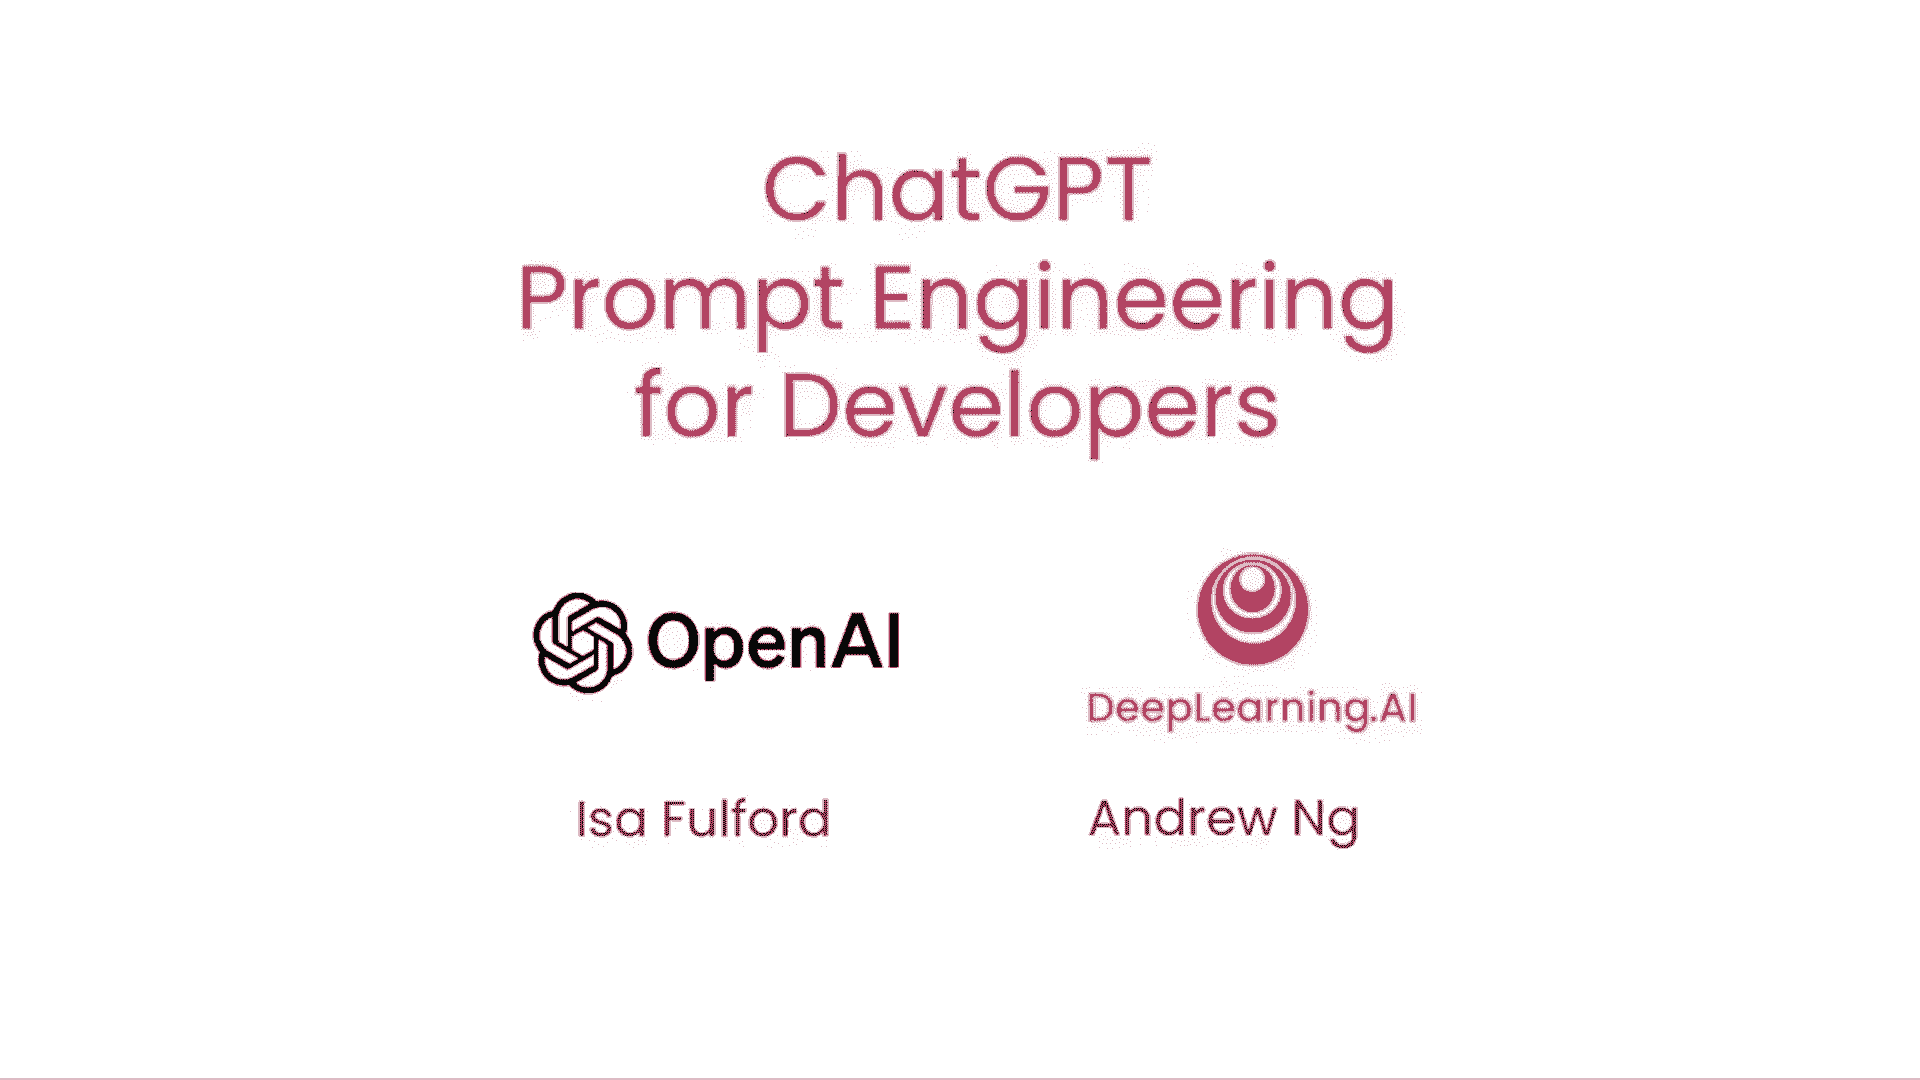 ChatGPT
Prompt Engineering
for Developers
OpenAI
DeepLearning.AI
Isa Fulford
Andrew Ng